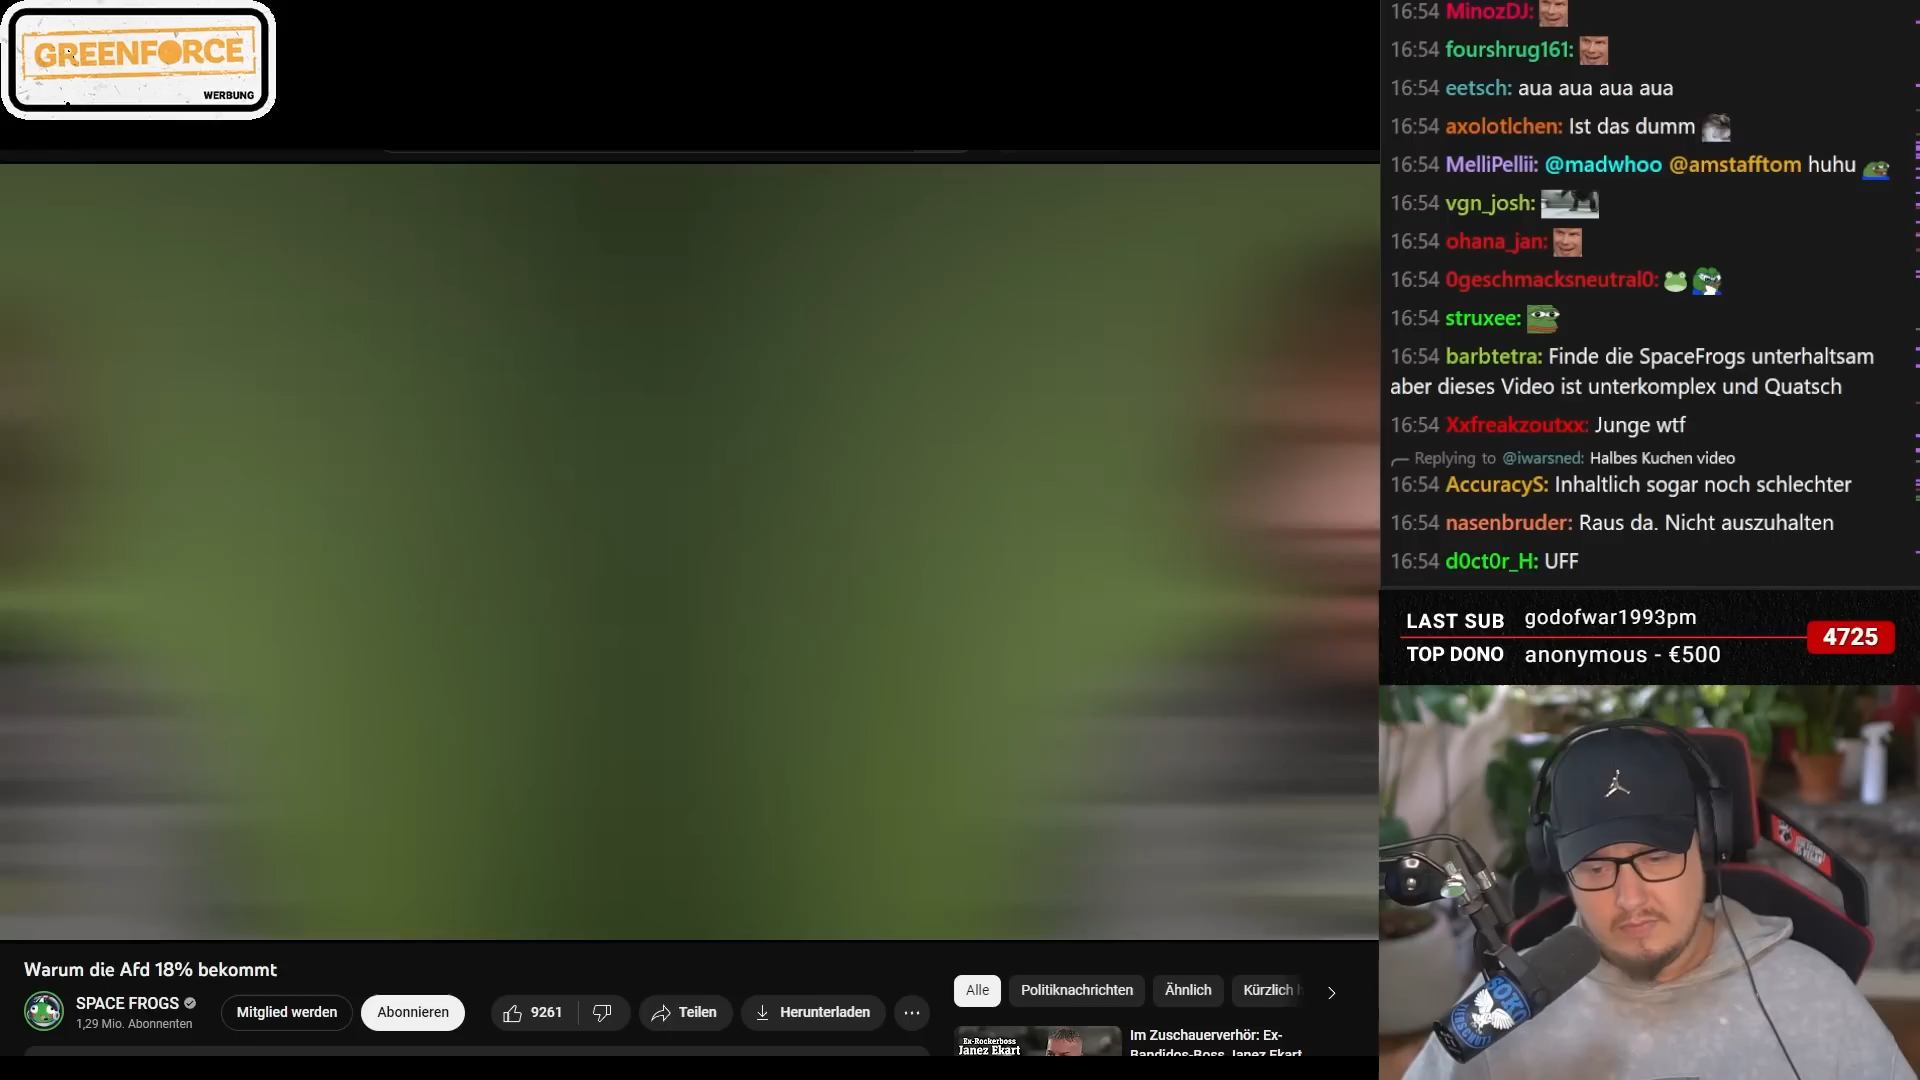 GREENFORCE
WERBUNG
16:54 MinozDJ:
16:54 fourshrug161:
16:54 eetsch: aua aua aua aua
16:54 axolotlchen: Ist das dumm
16:54 MelliPellii: @madwhoo @amstafftom huhu
16:54 vgn_josh:
16:54 ohana_jan:
16:54 0geschmacksneutral0:
16:54 struxee:
16:54 barbtetra: Finde die SpaceFrogs unterhaltsam
aber dieses Video ist unterkomplex und Quatsch
16:54 Xxfreakzoutxx: Junge wtf
Replying to @iwarsned: Halbes Kuchen video
16:54 AccuracyS: Inhaltlich sogar noch schlechter
16:54 nasenbruder: Raus da. Nicht auszuhalten
16:54 d0ct0r_H: UFF
LAST SUB godofwar1993pm
4725
TOP DONO anonymous - €500
Warum die Afd 18% bekommt
SPACE FROGS
1,29 Mio. Abonnenten
Mitglied werden
Abonnieren
9261
Teilen
Herunterladen
Alle
Politiknachrichten
Ähnlich
Kürzlich h
Ex-Rockerboss
Janez Ekart
Im Zuschauerverhör: Ex-
Bandidos-Boss Janez Ekart